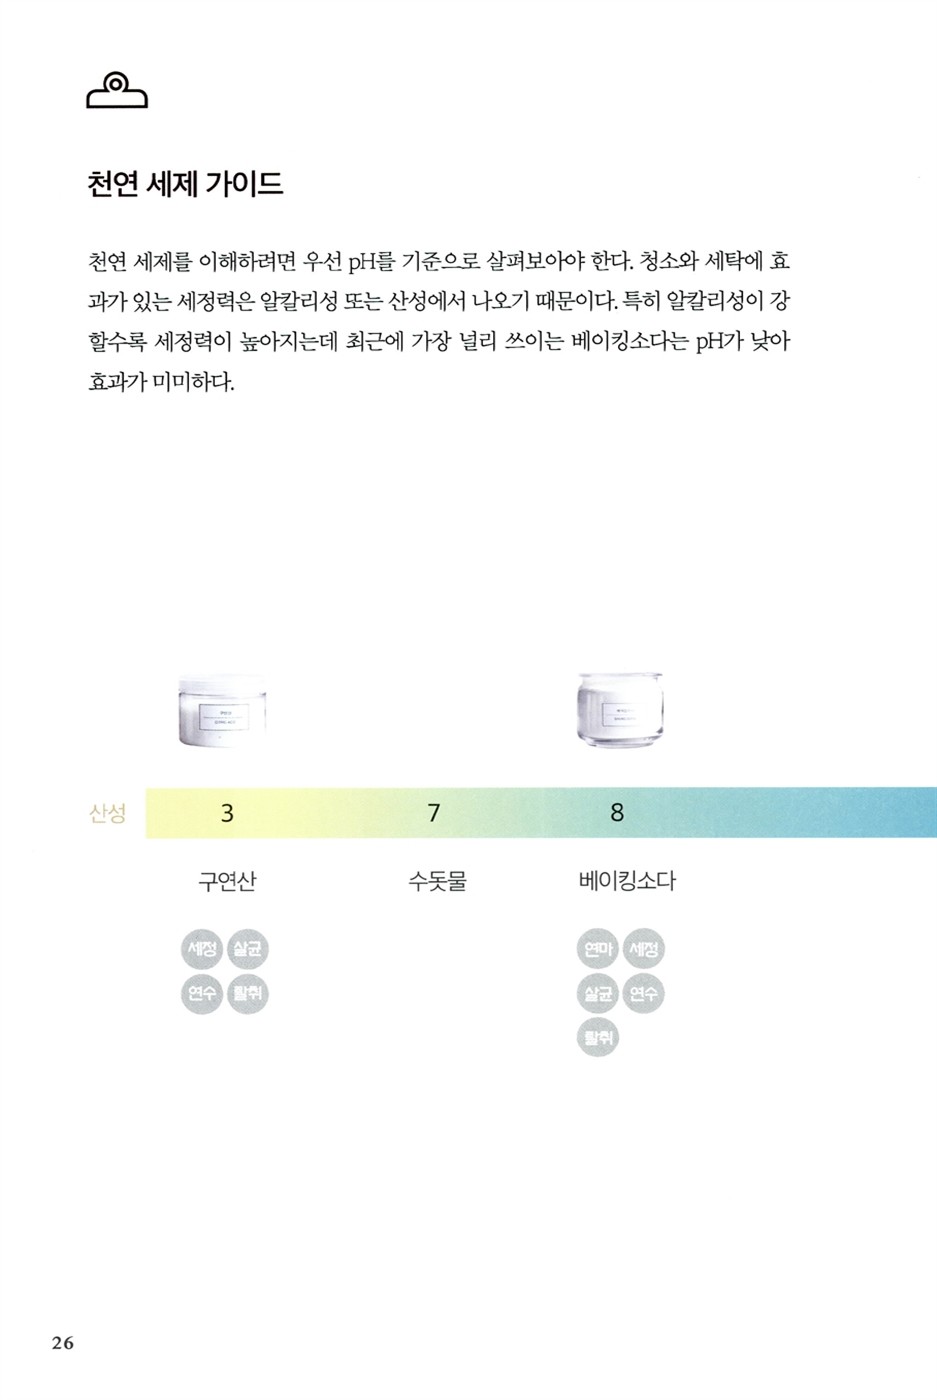 천연 세제 가이드
천연 세제를 이해하려면 우선 pH를 기준으로 살펴보아야 한다. 청소와 세탁에 효
과가 있는 세정력은 알칼리성 또는 산성에서 나오기 때문이다. 특히 알칼리성이 강
할수록 세정력이 높아지는데 최근에 가장 널리 쓰이는 베이킹소다는 pH가 낮아
효과가 미미하다.
산성 3 7 8
구연산 수돗물 베이킹소다
세정 살균 연마 세정
연수 탈취 살균 연수
탈취
26